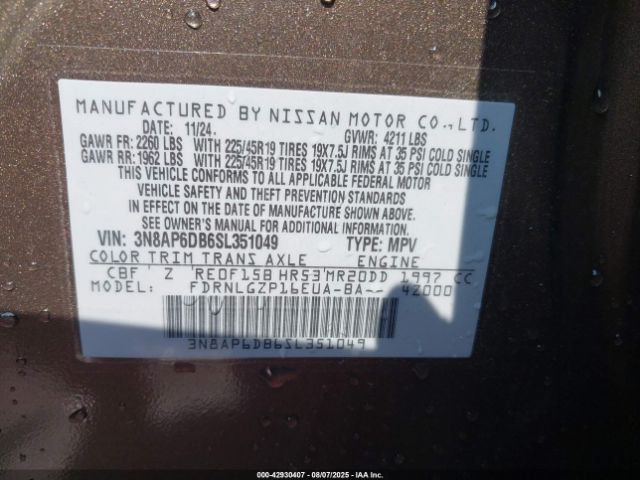 MANUFACTURED BY NISSAN MOTOR CO., LTD.
DATE: 11/24. GVWR: 4211 LBS
GAWR FR: 2260 LBS WITH 225/45R19 TIRES 19X7.5J RIMS AT 35 PSI COLD SINGLE
GAWR RR: 1962 LBS WITH 225/45R19 TIRES 19X7.5J RIMS AT 35 PSI COLD SINGLE
THIS VEHICLE CONFORMS TO ALL APPLICABLE FEDERAL MOTOR
VEHICLE SAFETY AND THEFT PREVENTION STANDARDS
IN EFFECT ON THE DATE OF MANUFACTURE SHOWN ABOVE.
SEE OWNER'S MANUAL FOR ADDITIONAL INFORMATION.
VIN: 3N8AP6DB6SL351049 TYPE: MPV
COLOR TRIM TRANS AXLE ENGINE
CBF Z RE0F15B HR53 MR20DD 1997 CC
MODEL: FDRNLGZP16EUA-BA-- 42000
3N8AP6DB6SL351049
000-42930407 - 08/07/2025 - IAAI.COM